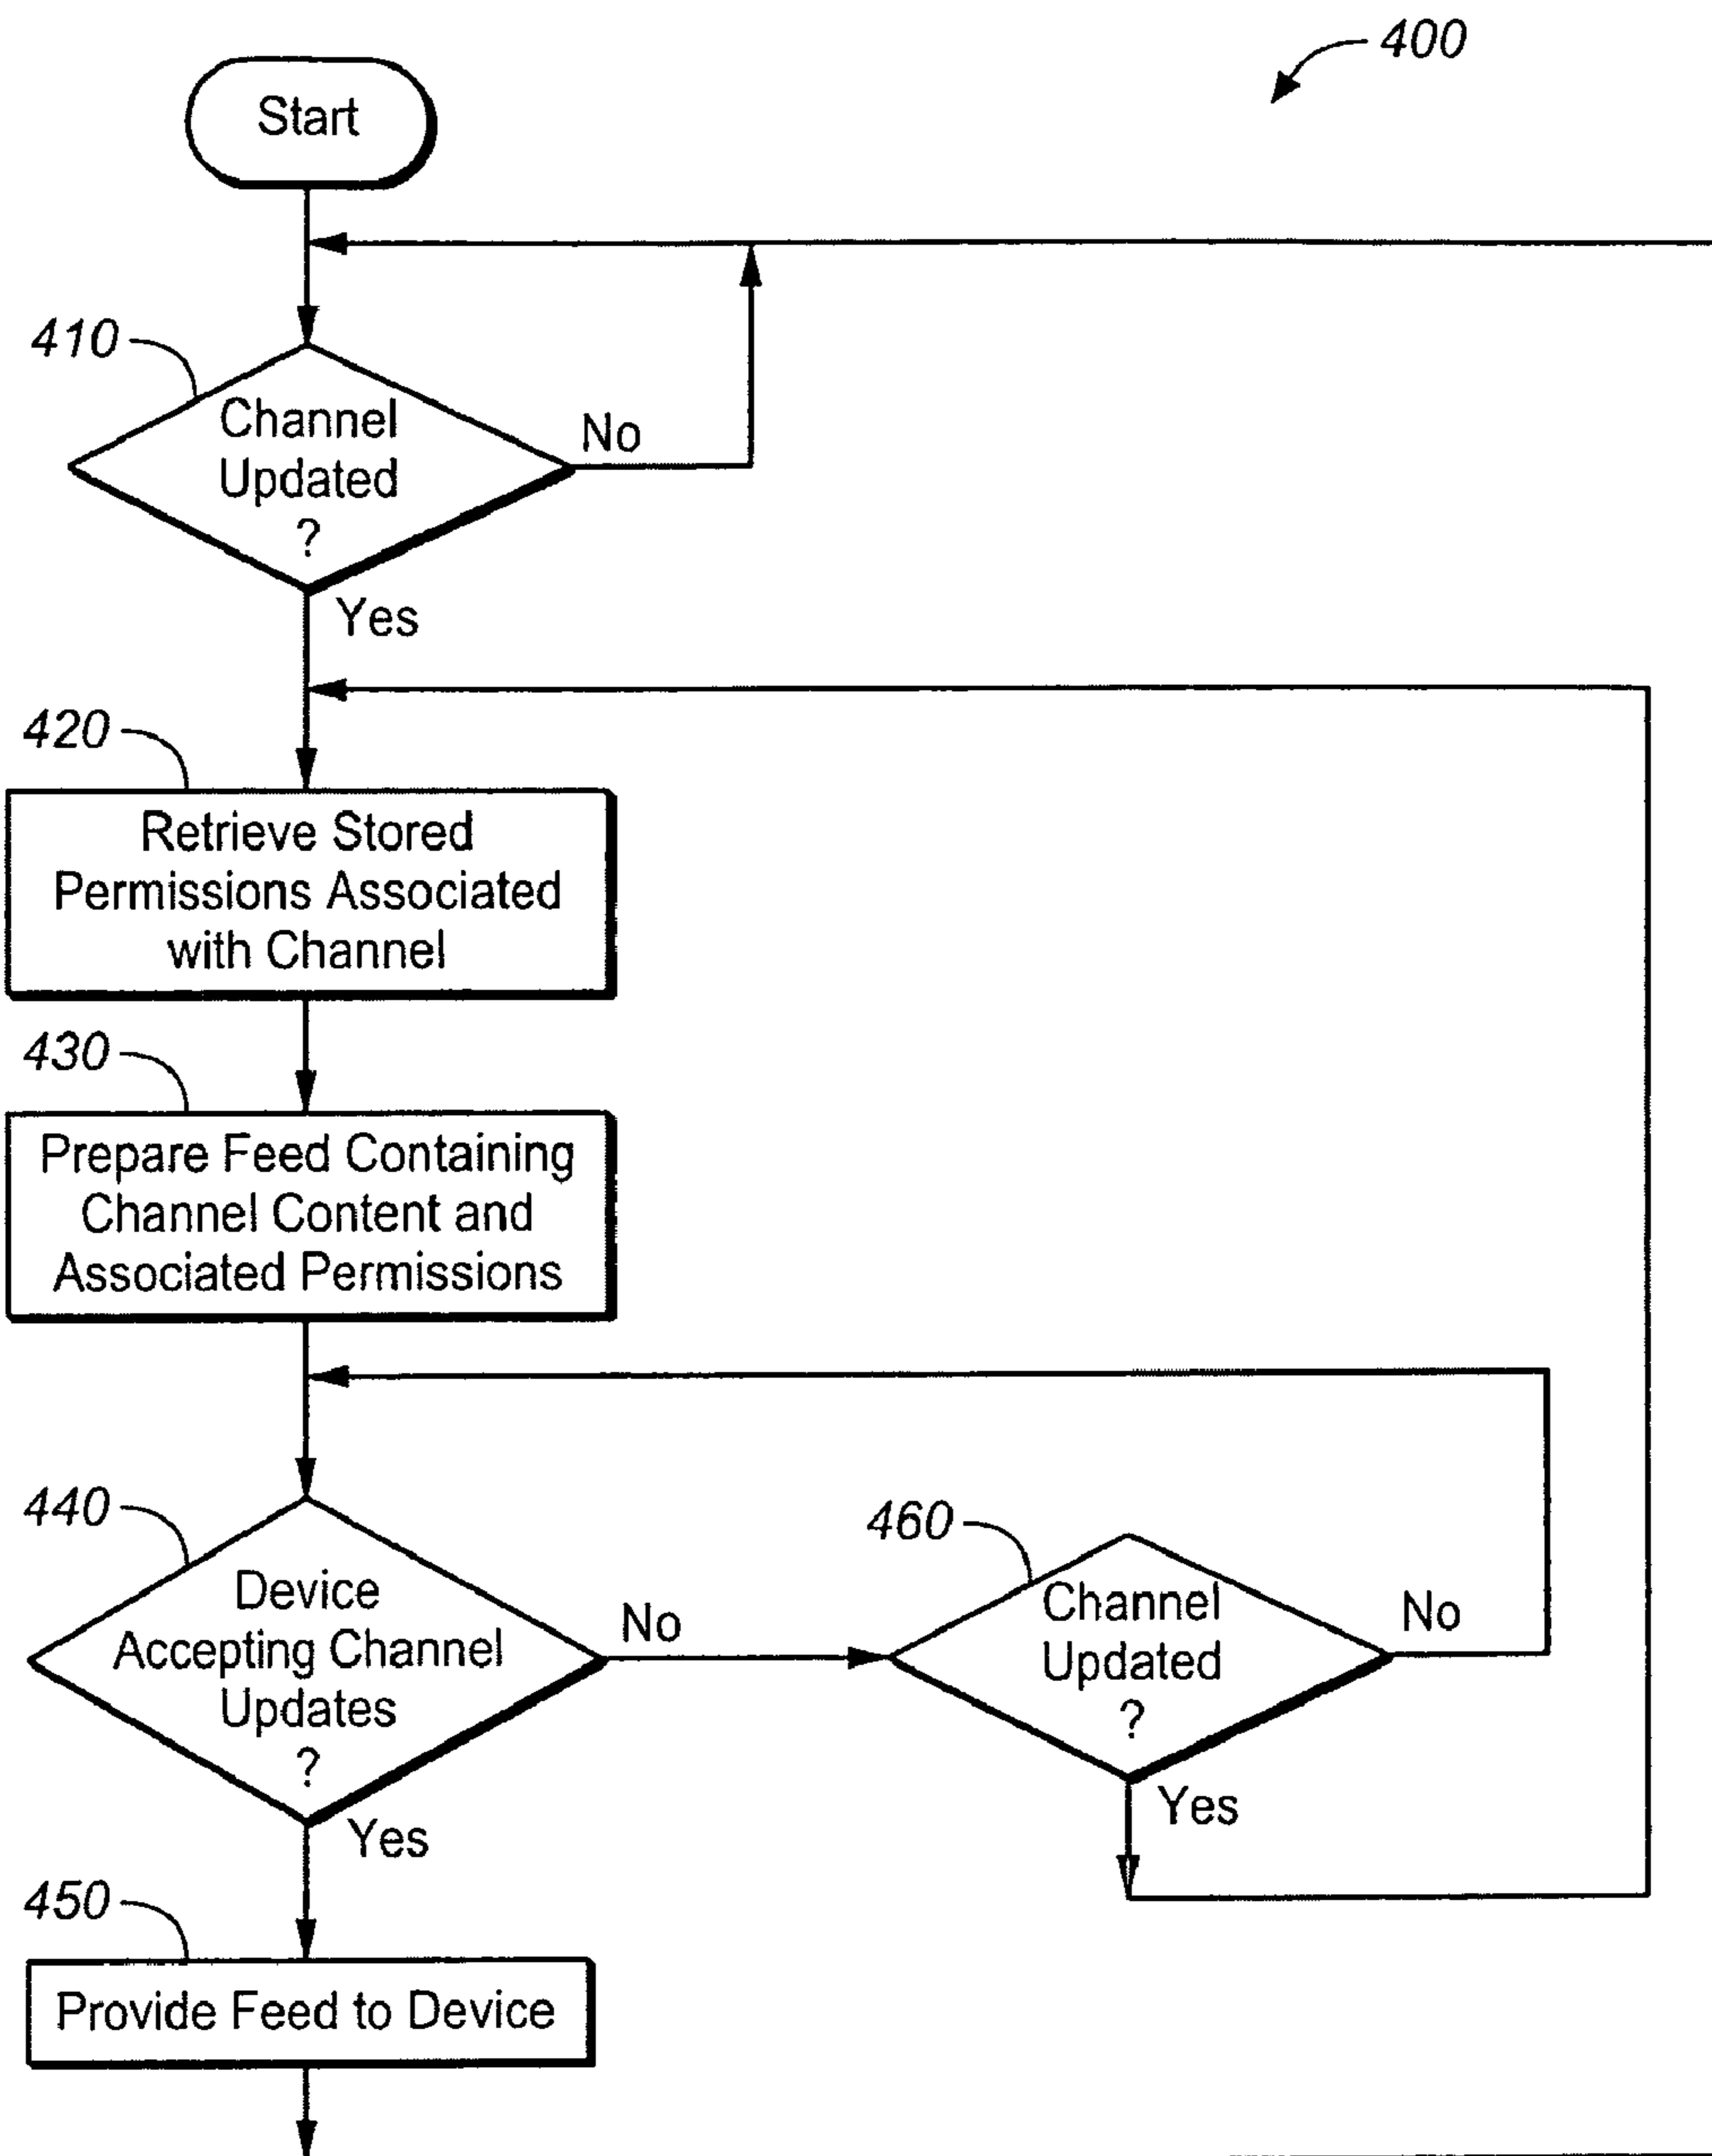 400
Start
410
Channel
Updated
?
No
Yes
420
Retrieve Stored
Permissions Associated
with Channel
430
Prepare Feed Containing
Channel Content and
Associated Permissions
440
Device
Accepting Channel
Updates
?
No
Yes
460
Channel
Updated
?
No
Yes
450
Provide Feed to Device